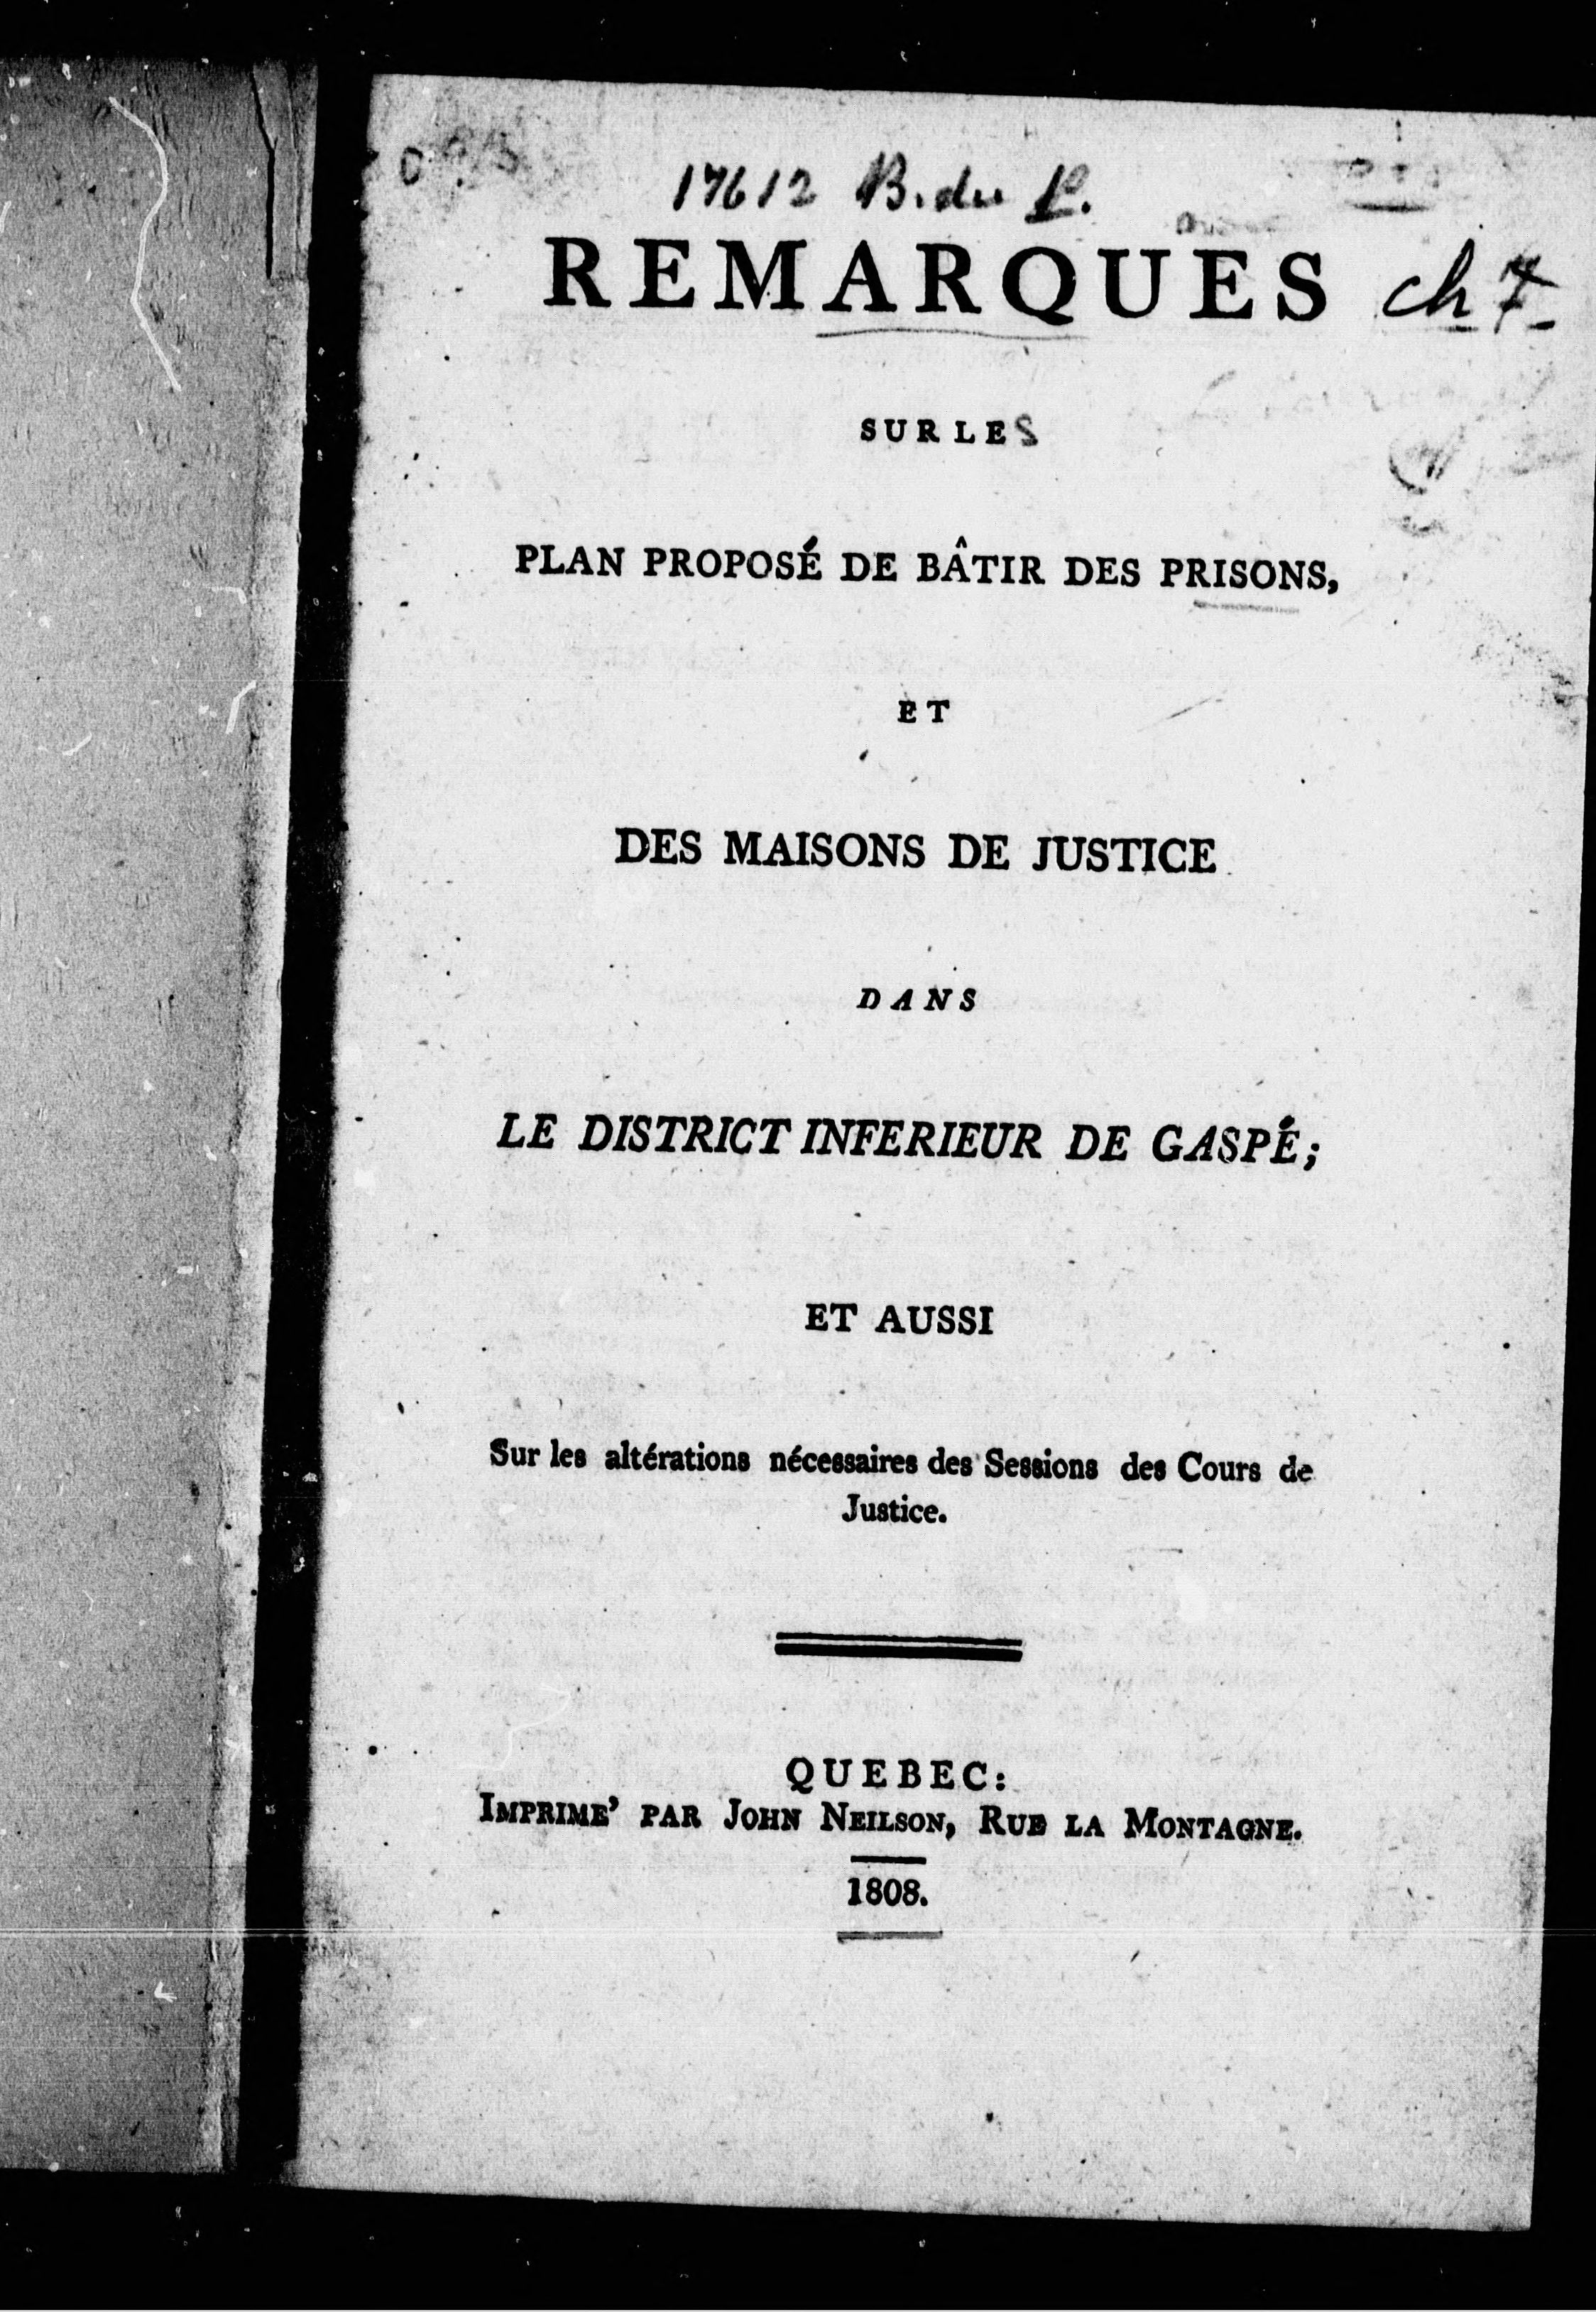 17612 B. du P.
REMARQUES ch 7-
SUR LES
PLAN PROPOSÉ DE BÂTIR DES PRISONS,
ET
DES MAISONS DE JUSTICE
DANS
LE DISTRICT INFERIEUR DE GASPÉ;
ET AUSSI
Sur les altérations nécessaires des Sessions des Cours de
Justice.
QUEBEC:
IMPRIME' PAR JOHN NEILSON, RUE LA MONTAGNE.
1808.